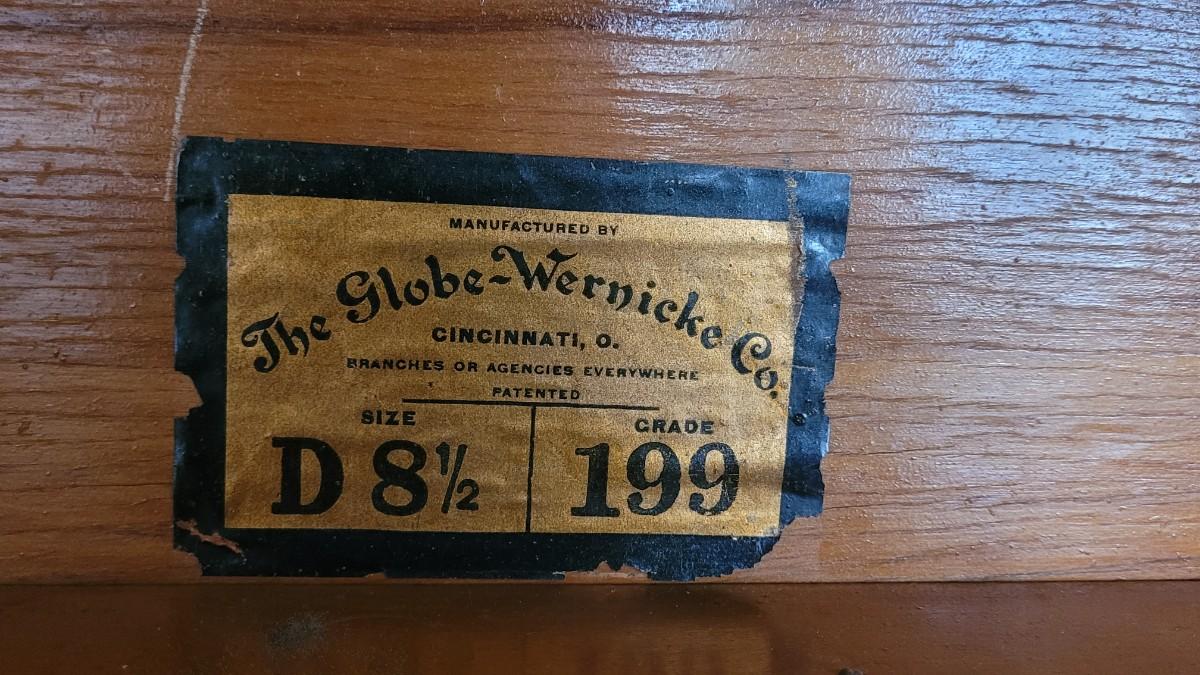 MANUFACTURED BY
The Globe-Wernicke Co.
CINCINNATI, O.
BRANCHES OR AGENCIES EVERYWHERE
PATENTED
SIZE GRADE
D 8½ 199